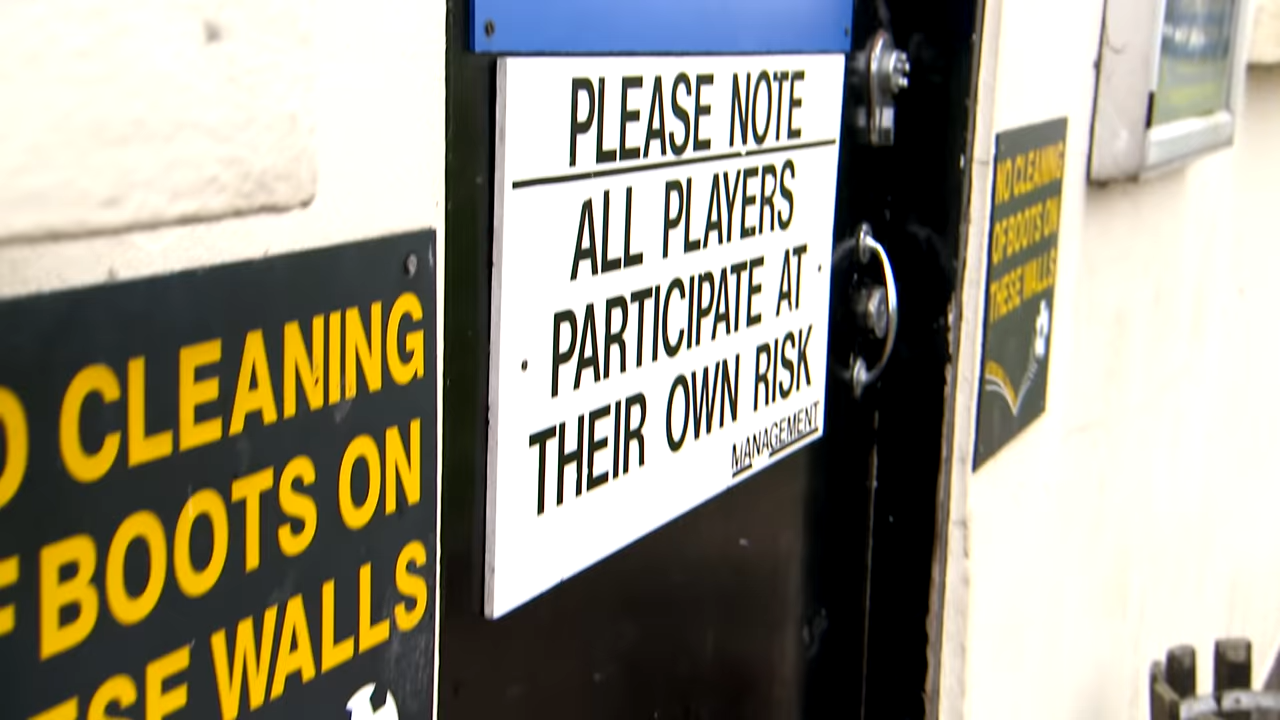 CLEANING
BOOTS ON
WALLS
PLEASE NOTE
ALL PLAYERS
PARTICIPATE AT
THEIR OWN RISK
MANAGEMENT
NO CLEANING
OF BOOTS ON
THESE WALLS